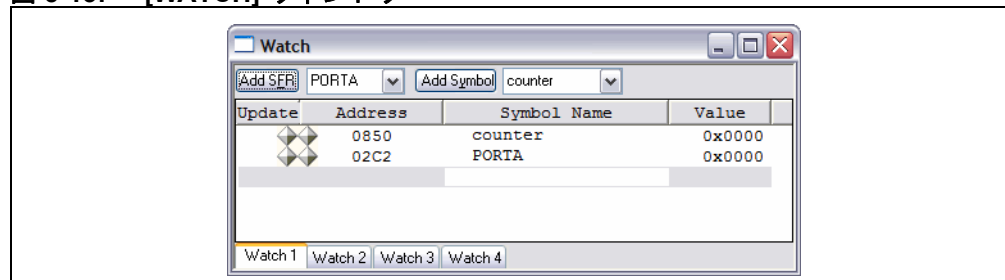 Watch
Add SFR PORTA Add Symbol counter
Update Address Symbol Name Value
0850 counter 0x0000
02C2 PORTA 0x0000
Watch 1 Watch 2 Watch 3 Watch 4